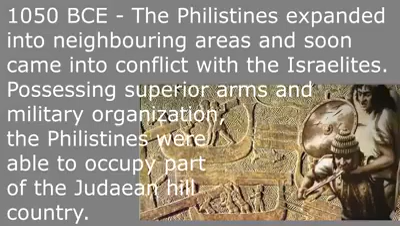 1050 BCE - The Philistines expanded
into neighbouring areas and soon
came into conflict with the Israelites.
Possessing superior arms and
military organization,
the Philistines were
able to occupy part
of the Judaean hill
country.